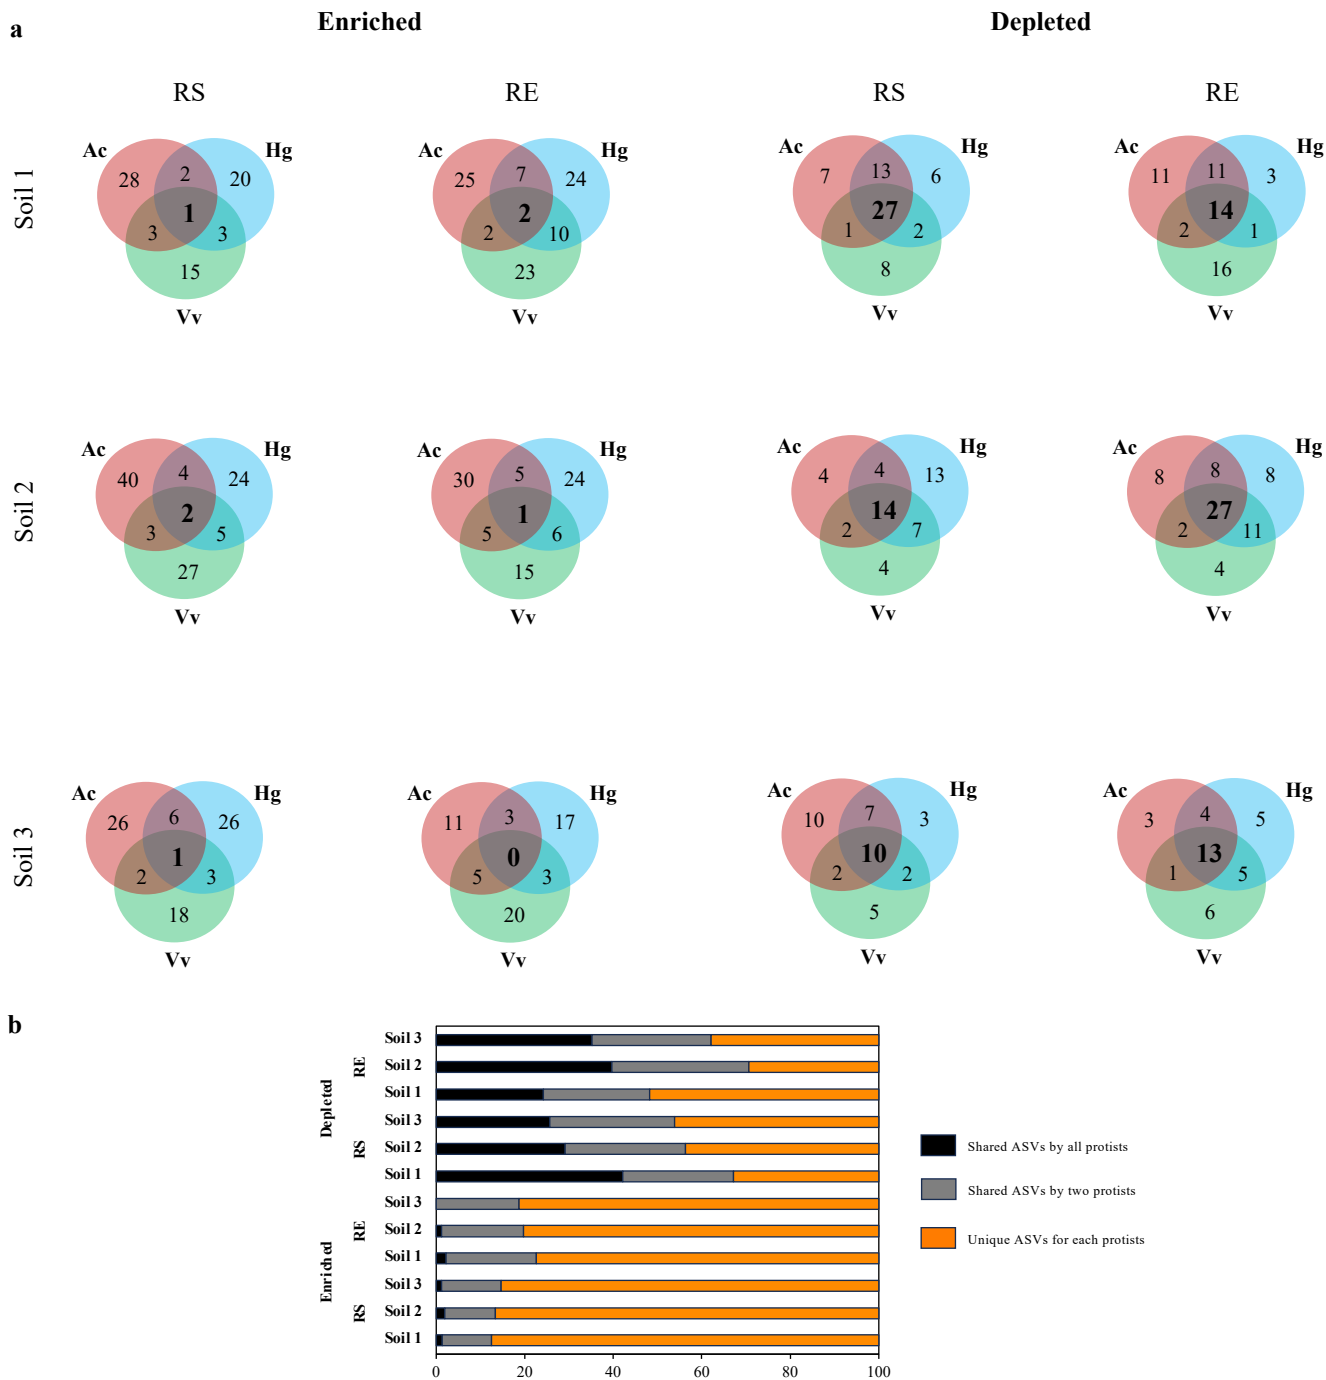 a
Enriched
Depleted
RS
RE
RS
RE
Soil 1
Ac
Hg
28
2
20
1
3
3
15
Vv
25
7
24
2
2
10
23
Vv
Ac
Hg
7
13
6
27
1
2
8
Vv
Ac
Hg
11
11
3
14
2
1
16
Vv
Soil 2
Ac
Hg
40
4
24
2
3
5
27
Vv
Ac
Hg
30
5
24
1
5
6
15
Vv
Ac
Hg
4
4
13
14
2
7
4
Vv
Ac
Hg
8
8
8
27
2
11
4
Vv
Soil 3
Ac
Hg
26
6
26
1
2
3
18
Vv
Ac
Hg
11
3
17
0
5
3
20
Vv
Ac
Hg
10
7
3
10
2
2
5
Vv
Ac
Hg
3
4
5
13
1
5
6
Vv
b
Depleted
RE
Soil 3
Soil 2
Soil 1
RS
Soil 3
Soil 2
Soil 1
Enriched
RE
Soil 3
Soil 2
Soil 1
RS
Soil 3
Soil 2
Soil 1
0 20 40 60 80 100
Shared ASVs by all protists
Shared ASVs by two protists
Unique ASVs for each protists